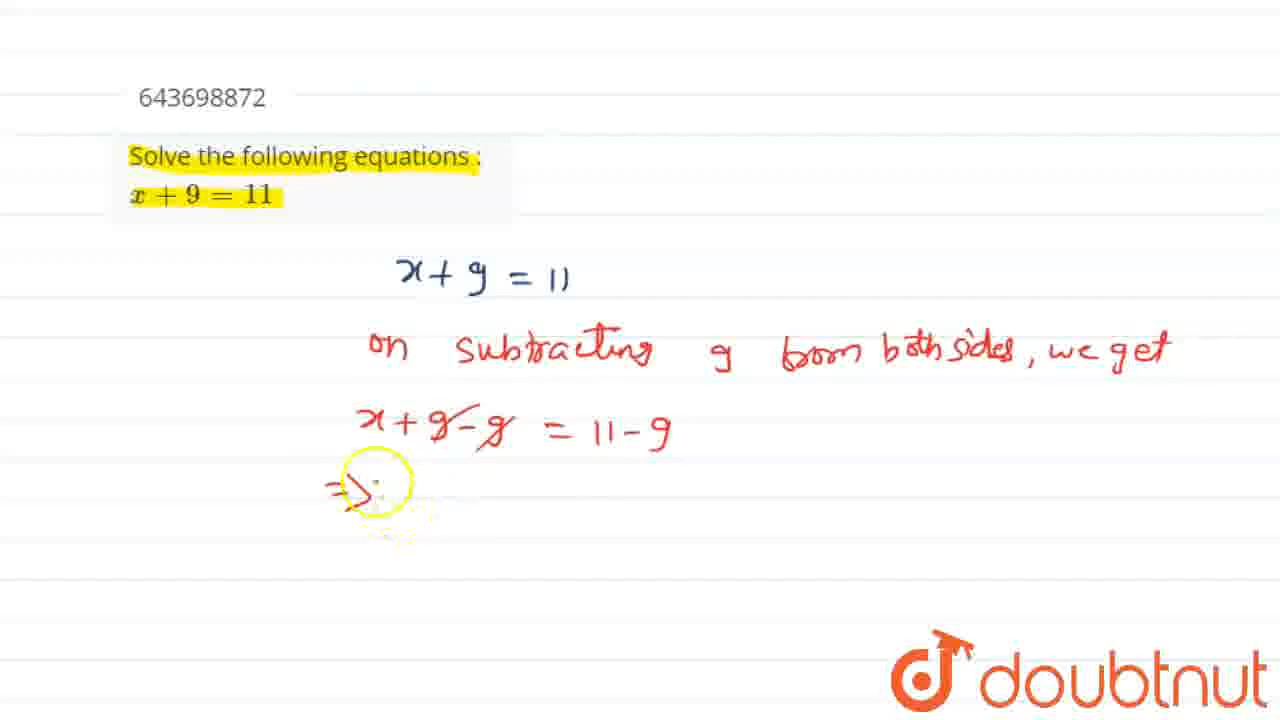 643698872
Solve the following equations :
x + 9 = 11
x + 9 = 11
on subtracting 9 from both sides, we get
x + 9 - 9 = 11 - 9
=>
doubtnut